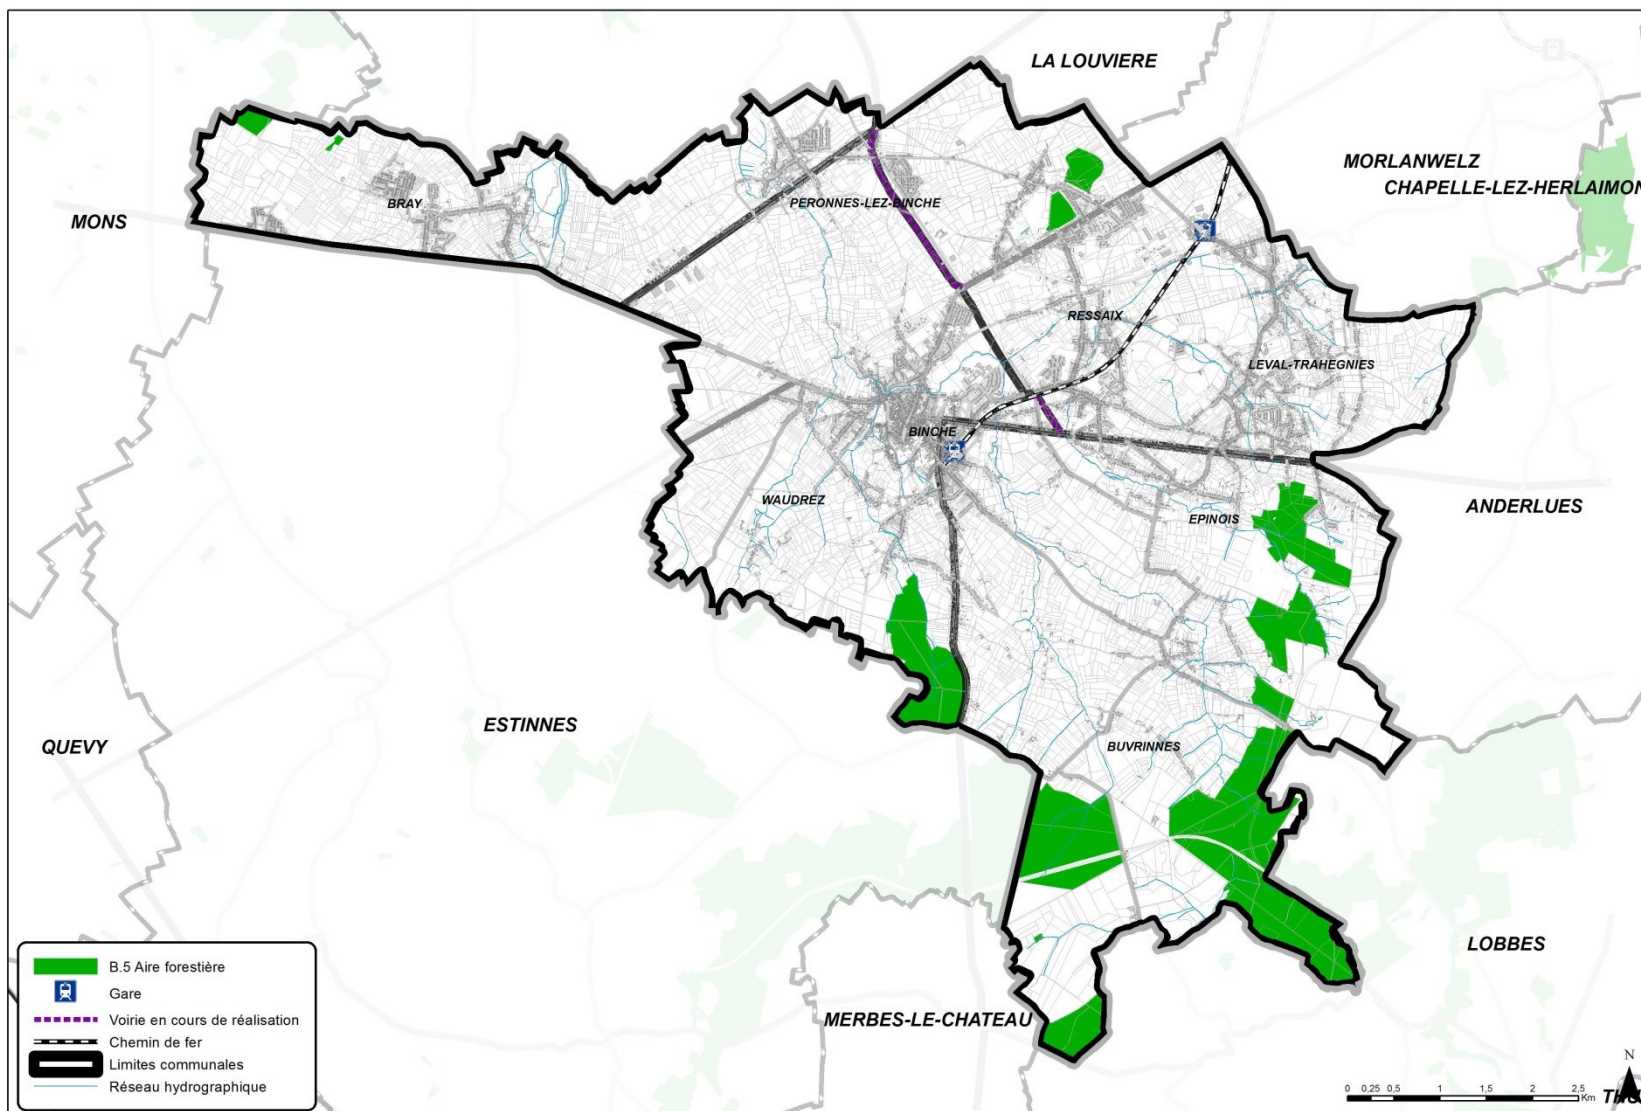 LA LOUVIERE
MORLANWELZ
CHAPELLE-LEZ-HERLAIMON
MONS
BRAY
PERONNES-LEZ-BINCHE
RESSAIX
LEVAL-TRAHEGNIES
BINCHE
WAUDREZ
EPINOIS
ANDERLUES
ESTINNES
QUEVY
BUVRINNES
LOBBES
MERBES-LE-CHATEAU
B.5 Aire forestière
Gare
Voirie en cours de réalisation
Chemin de fer
Limites communales
Réseau hydrographique
N
0 0,25 0,5 1 1,5 2 2,5
Km